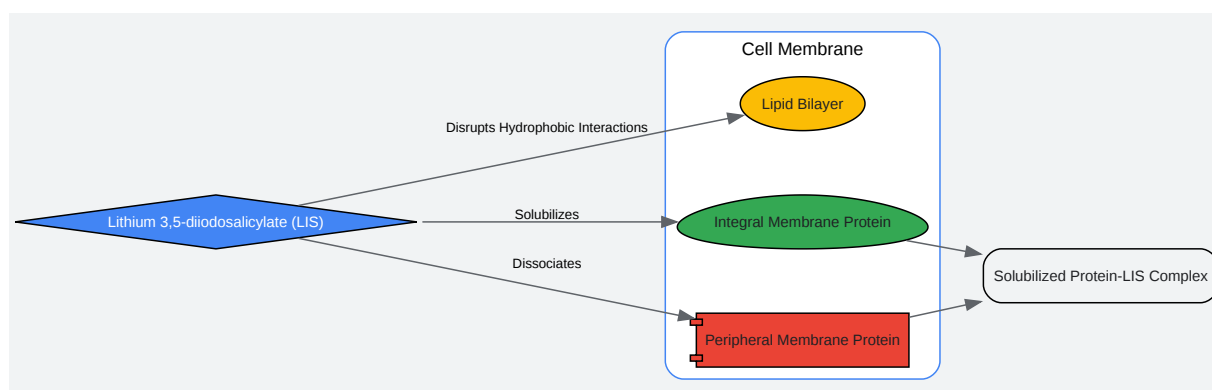 Cell Membrane
Lipid Bilayer
Disrupts Hydrophobic Interactions
Lithium 3,5-diiodosalicylate (LIS)
Solubilizes
Integral Membrane Protein
Dissociates
Solubilized Protein-LIS Complex
Peripheral Membrane Protein